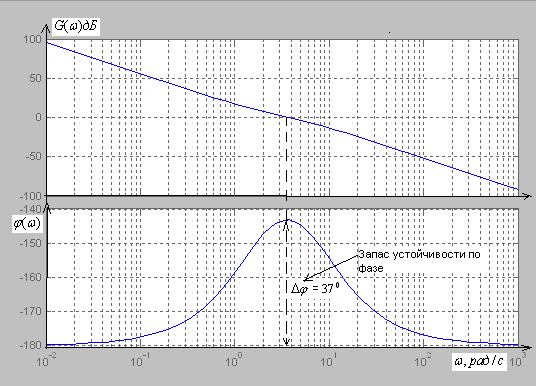 G(ω)дБ
100
50
0
-50
-100
-140
φ(ω)
-150
-160
-170
-180
Запас устойчивости по
фазе
Δφ = 37⁰
10⁻² 10⁻¹ 10⁰ 10¹ 10² 10³
ω, рад/с